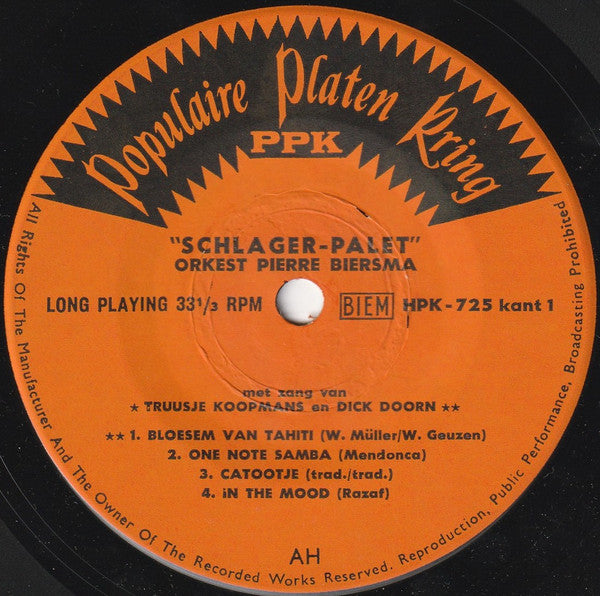 Populaire Platen Kring
PPK
"SCHLAGER-PALET"
ORKEST PIERRE BIERSMA
LONG PLAYING 33 1/3 RPM BIEM HPK-725 kant 1
met zang van
★ TRUUSJE KOOPMANS en DICK DOORN ★★
★★ 1. BLOESEM VAN TAHITI (W. Müller/W. Geuzen)
2. ONE NOTE SAMBA (Mendonca)
3. CATOOTJE (trad./trad.)
4. iN THE MOOD (Razaf)
AH
All Rights Of The Manufacturer And The Owner Of The Recorded Works Reserved. Reproduction, Public Performance, Broadcasting Prohibited